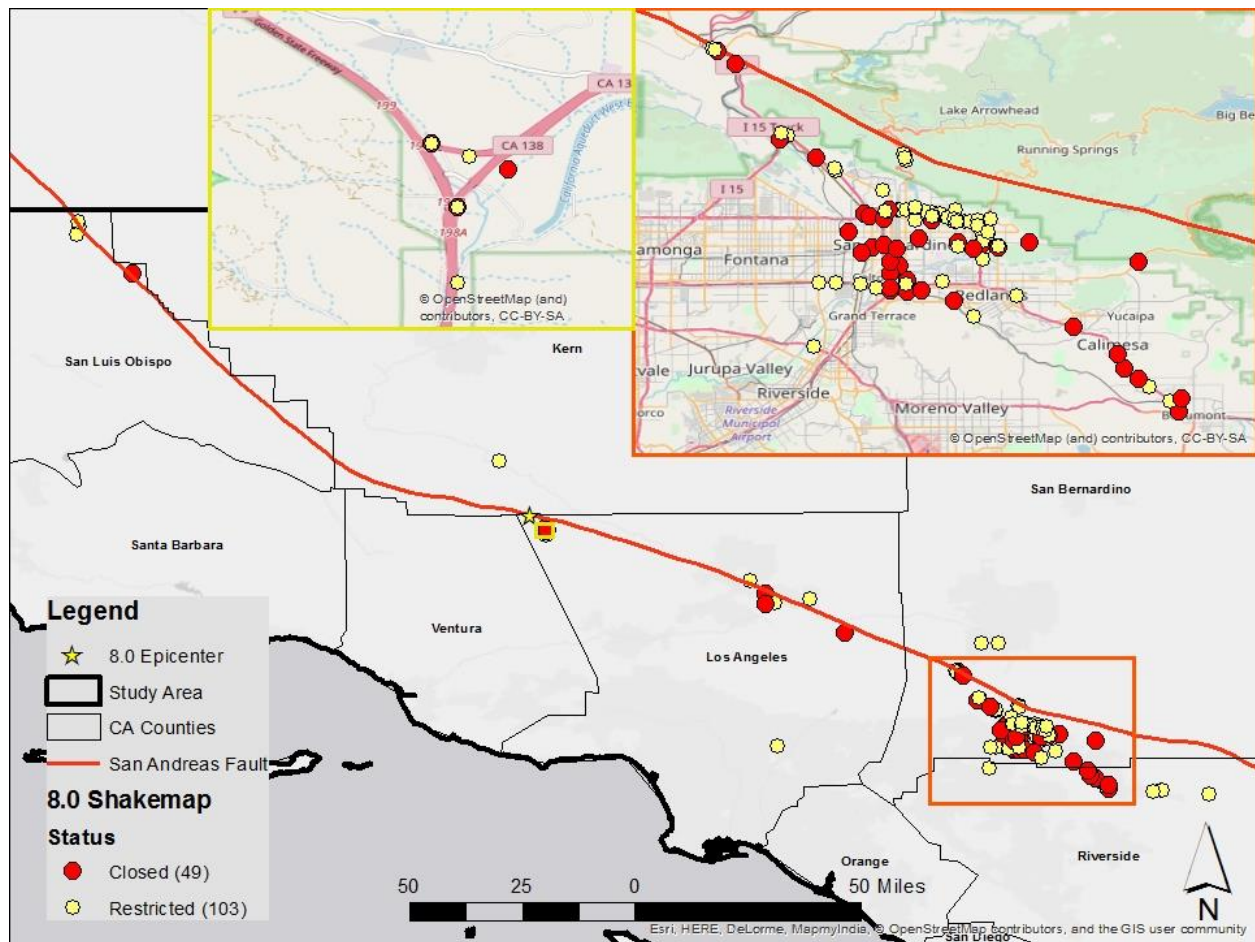 Golden State Freeway
199
CA 13
CA 138
198A
California Aqueduct West B
© OpenStreetMap (and)
contributors, CC-BY-SA
Lake Arrowhead
Big Be
I 15 Truck
Running Springs
I 15
amonga
Fontana
Redlands
Grand Terrace
Yucaipa
Calimesa
vale
Jurupa Valley
Riverside
orco
Riverside
Municipal
Airport
Moreno Valley
© OpenStreetMap (and) contributors, CC-BY-SA
San Luis Obispo
Kern
San Bernardino
Santa Barbara
Ventura
Los Angeles
Orange
Riverside
San Diego
Legend
8.0 Epicenter
Study Area
CA Counties
San Andreas Fault
8.0 Shakemap
Status
Closed (49)
Restricted (103)
50 25 0 50 Miles
N
Esri, HERE, DeLorme, MapmyIndia, © OpenStreetMap contributors, and the GIS user community